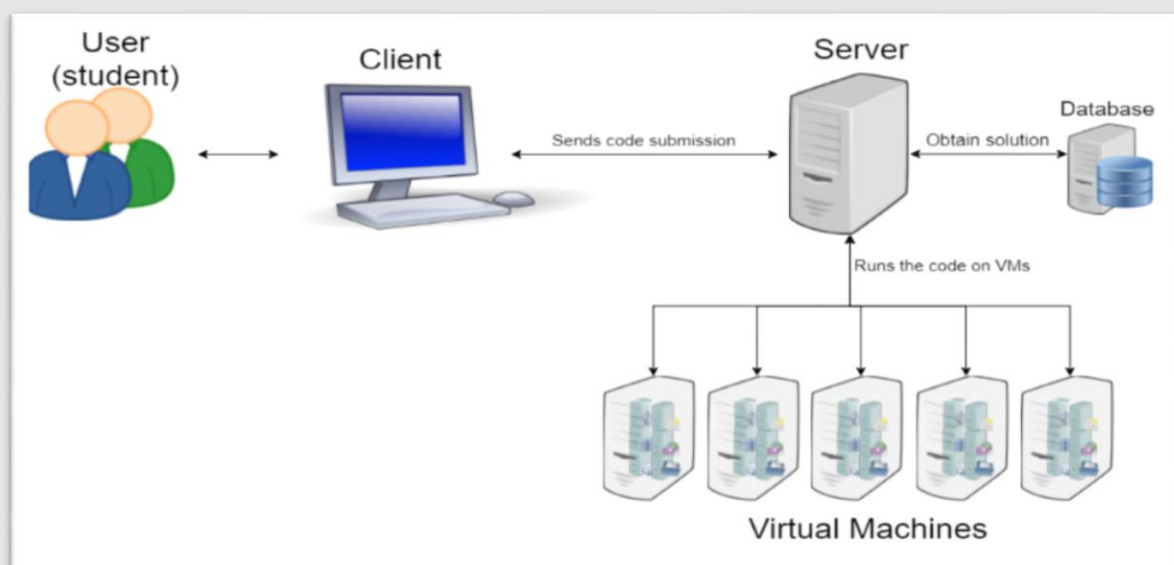 User
(student)
Client
Server
Database
Sends code submission
Obtain solution
Runs the code on VMs
Virtual Machines